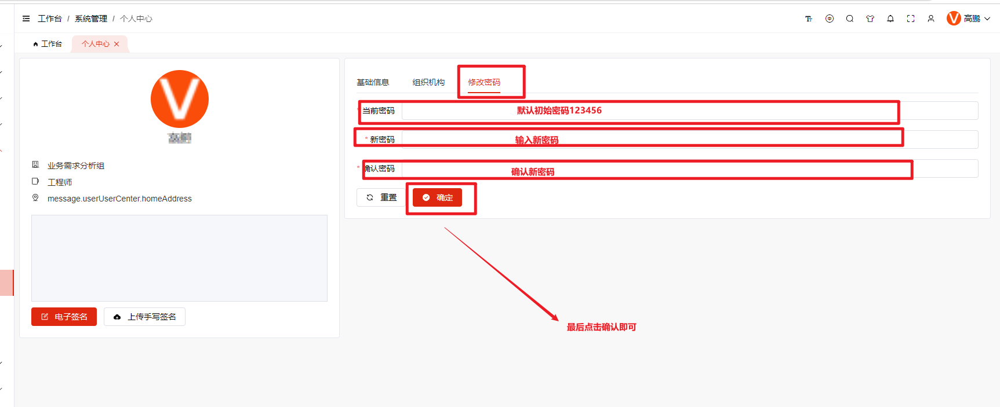 工作台 / 系统管理 / 个人中心
高鹏
工作台
个人中心
业务需求分析组
工程师
message.userUserCenter.homeAddress
电子签名
上传手写签名
基础信息
组织机构
修改密码
当前密码
默认初始密码123456
* 新密码
输入新密码
* 确认密码
确认新密码
重置
确定
最后点击确认即可